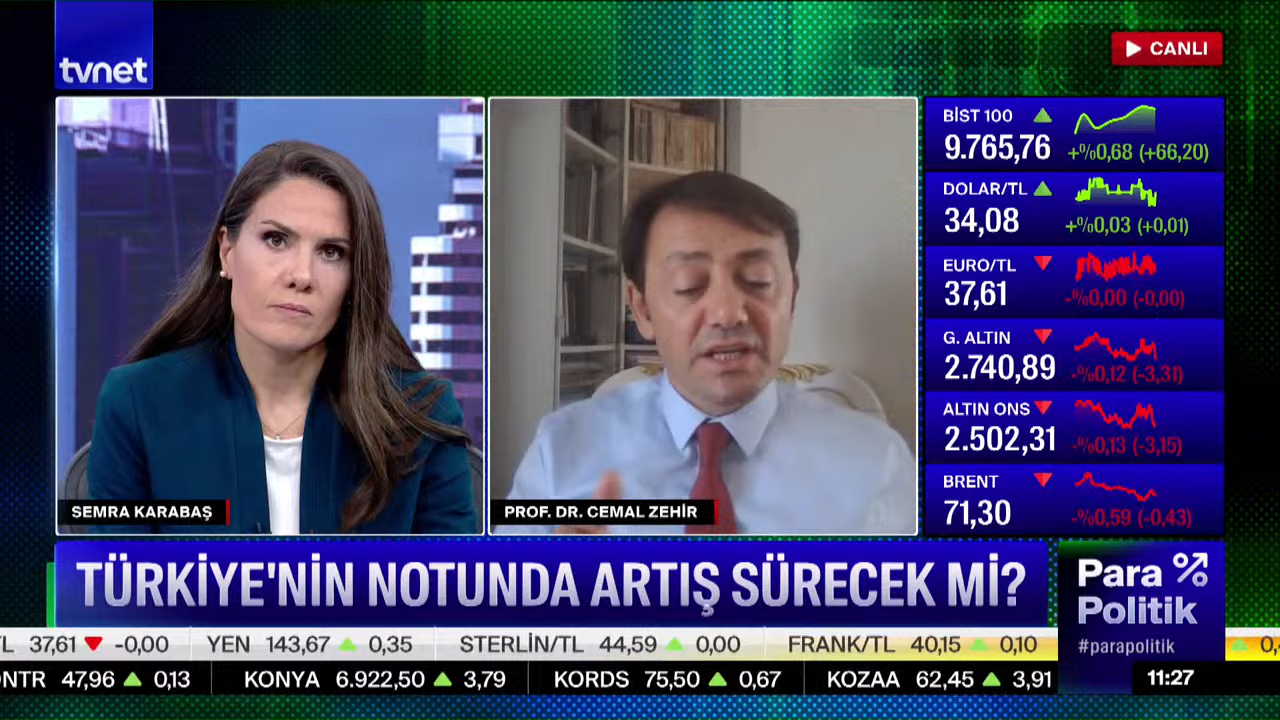 tvnet
CANLI
SEMRA KARABAŞ
PROF. DR. CEMAL ZEHİR
BİST 100
9.765,76 +%0,68 (+66,20)
DOLAR/TL
34,08 +%0,03 (+0,01)
EURO/TL
37,61 -%0,00 (-0,00)
G. ALTIN
2.740,89 -%0,12 (-3,31)
ALTIN ONS
2.502,31 -%0,13 (-3,15)
BRENT
71,30 -%0,59 (-0,43)
TÜRKİYE'NİN NOTUNDA ARTIŞ SÜRECEK Mİ?
Para
Politik
#parapolitik
11:27
37,61 -0,00 YEN 143,67 0,35 STERLİN/TL 44,59 0,00 FRANK/TL 40,15 0,10
47,96 0,13 KONYA 6.922,50 3,79 KORDS 75,50 0,67 KOZAA 62,45 3,91